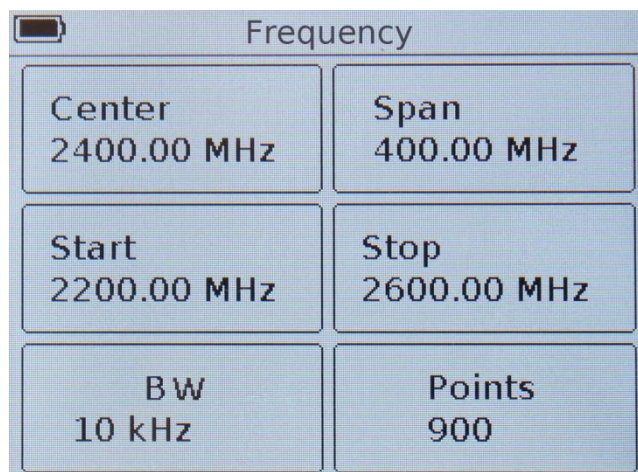 Frequency
Center
2400.00 MHz
Span
400.00 MHz
Start
2200.00 MHz
Stop
2600.00 MHz
BW
10 kHz
Points
900